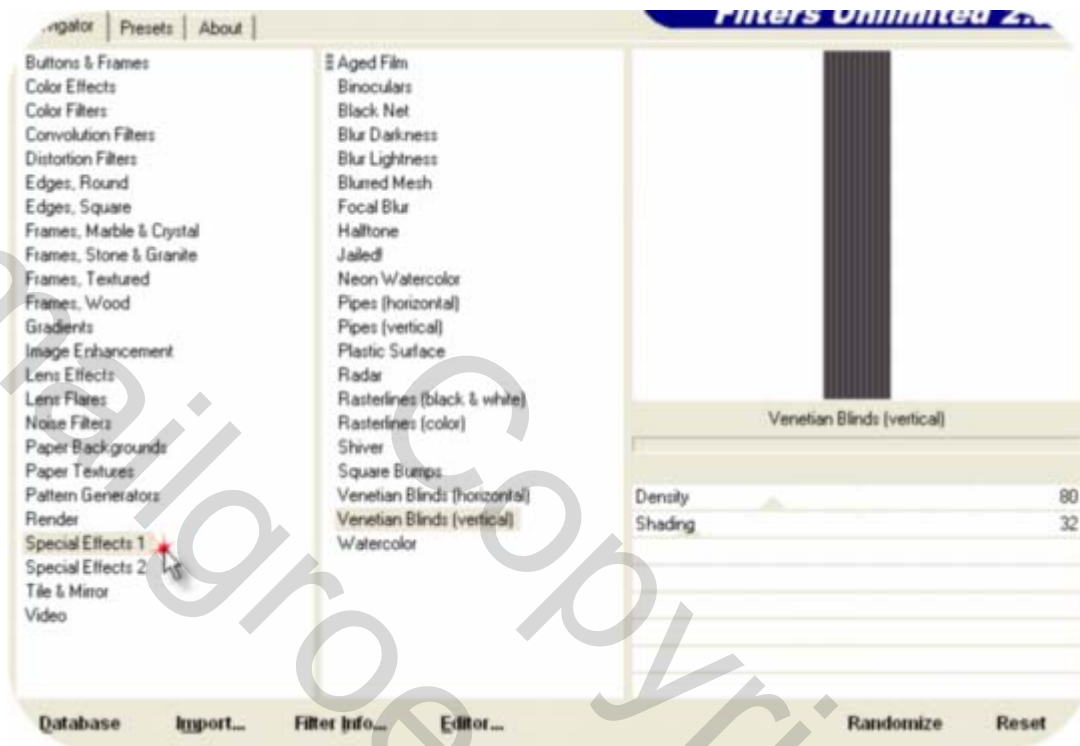 Presets
About
Filters Unlimited 2.
Buttons & Frames
Color Effects
Color Filters
Convolution Filters
Distortion Filters
Edges, Round
Edges, Square
Frames, Marble & Crystal
Frames, Stone & Granite
Frames, Textured
Frames, Wood
Gradients
Image Enhancement
Lens Effects
Lens Flares
Noise Filters
Paper Backgrounds
Paper Textures
Pattern Generators
Render
Special Effects 1
Special Effects 2
Tile & Mirror
Video
Aged Film
Binoculars
Black Net
Blur Darkness
Blur Lightness
Blurred Mesh
Focal Blur
Halftone
Jailed!
Neon Watercolor
Pipes (horizontal)
Pipes (vertical)
Plastic Surface
Radar
Rasterlines (black & white)
Rasterlines (color)
Shiver
Square Bumps
Venetian Blinds (horizontal)
Venetian Blinds (vertical)
Watercolor
Venetian Blinds (vertical)
Density 80
Shading 32
Database Import... Filter Info... Editor... Randomize Reset